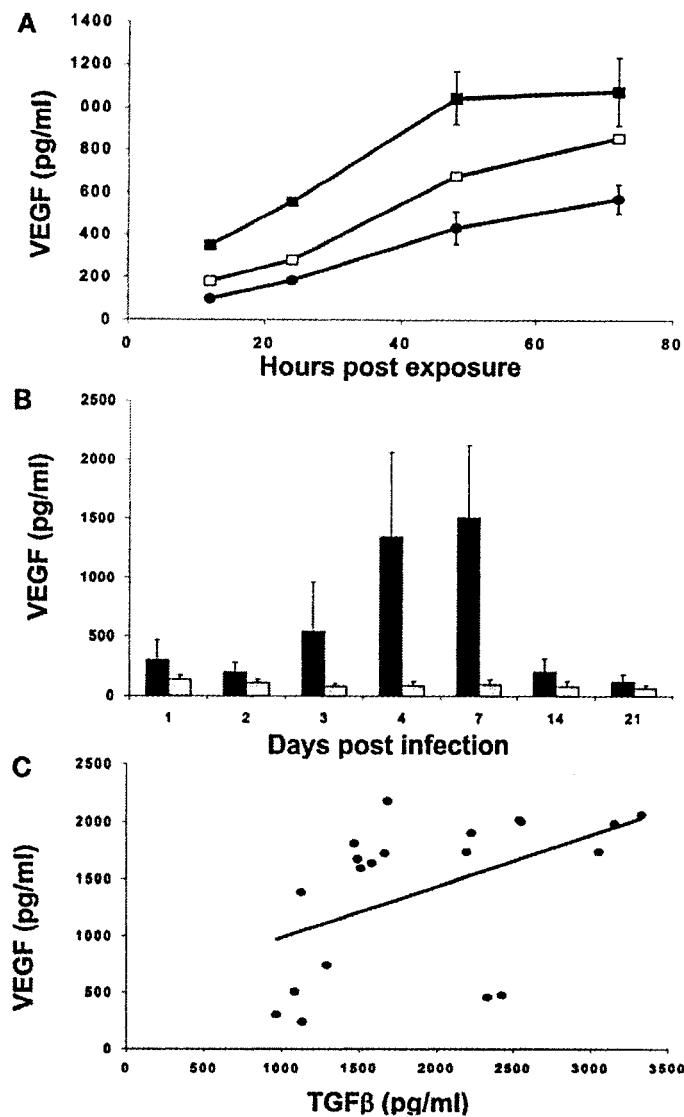 A
VEGF (pg/ml)
1400
1200
000
800
600
400
200
0
0 20 40 60 80
Hours post exposure
B
VEGF (pg/ml)
2500
2000
1500
1000
500
0
1 2 3 4 7 14 21
Days post infection
C
VEGF (pg/ml)
2500
2000
1500
1000
500
0
0 1000 1500 2000 2500 3000 3500
TGFβ (pg/ml)